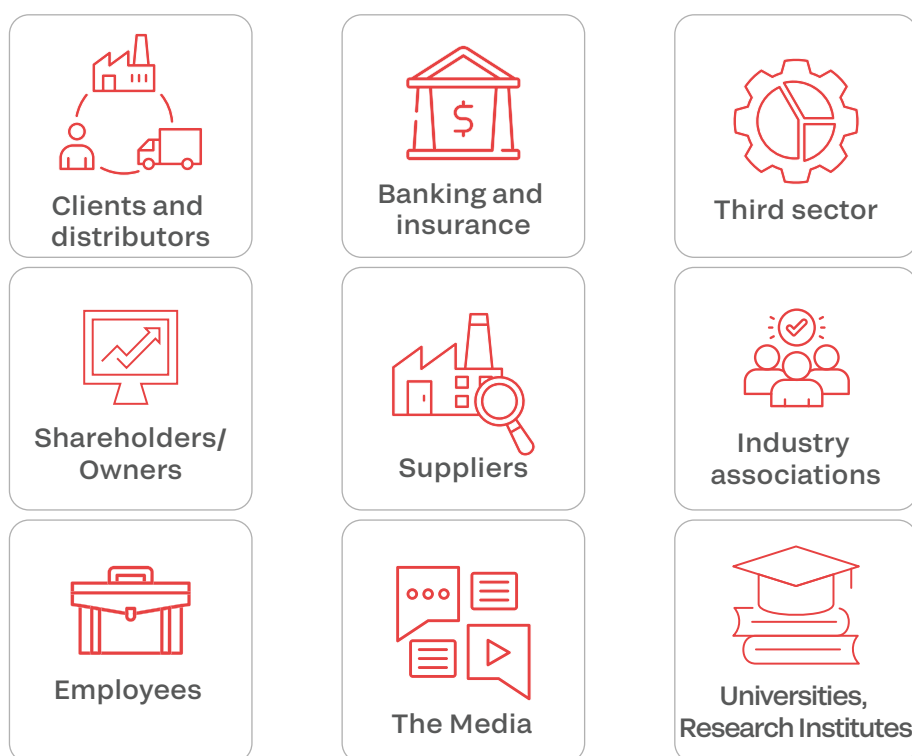 Clients and
distributors
$
Banking and
insurance
Third sector
Shareholders/
Owners
Suppliers
Industry
associations
Employees
The Media
Universities,
Research Institutes